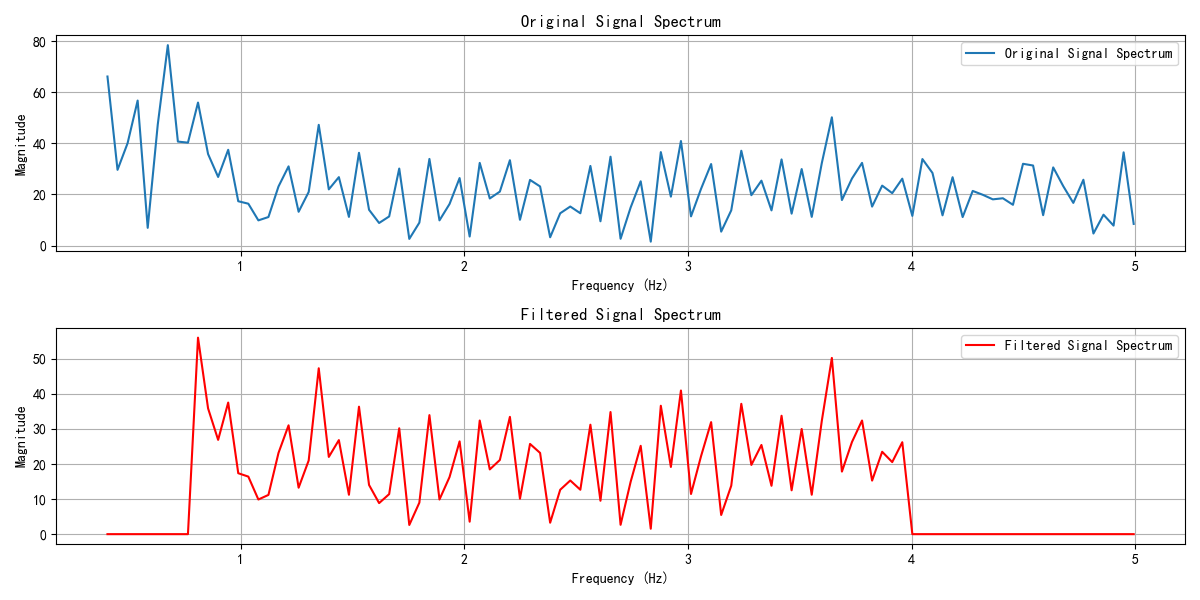 Original Signal Spectrum
80
60
40
20
0
Magnitude
Original Signal Spectrum
1 2 3 4 5
Frequency (Hz)
Filtered Signal Spectrum
50
40
30
20
10
0
Magnitude
Filtered Signal Spectrum
1 2 3 4 5
Frequency (Hz)